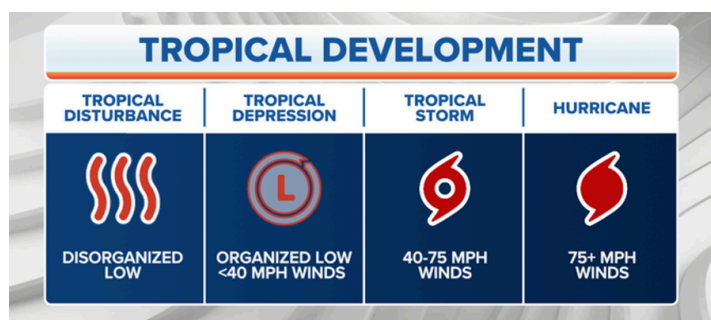 TROPICAL DEVELOPMENT
TROPICAL
DISTURBANCE
TROPICAL
DEPRESSION
TROPICAL
STORM
HURRICANE
L
DISORGANIZED
LOW
ORGANIZED LOW
<40 MPH WINDS
40-75 MPH
WINDS
75+ MPH
WINDS